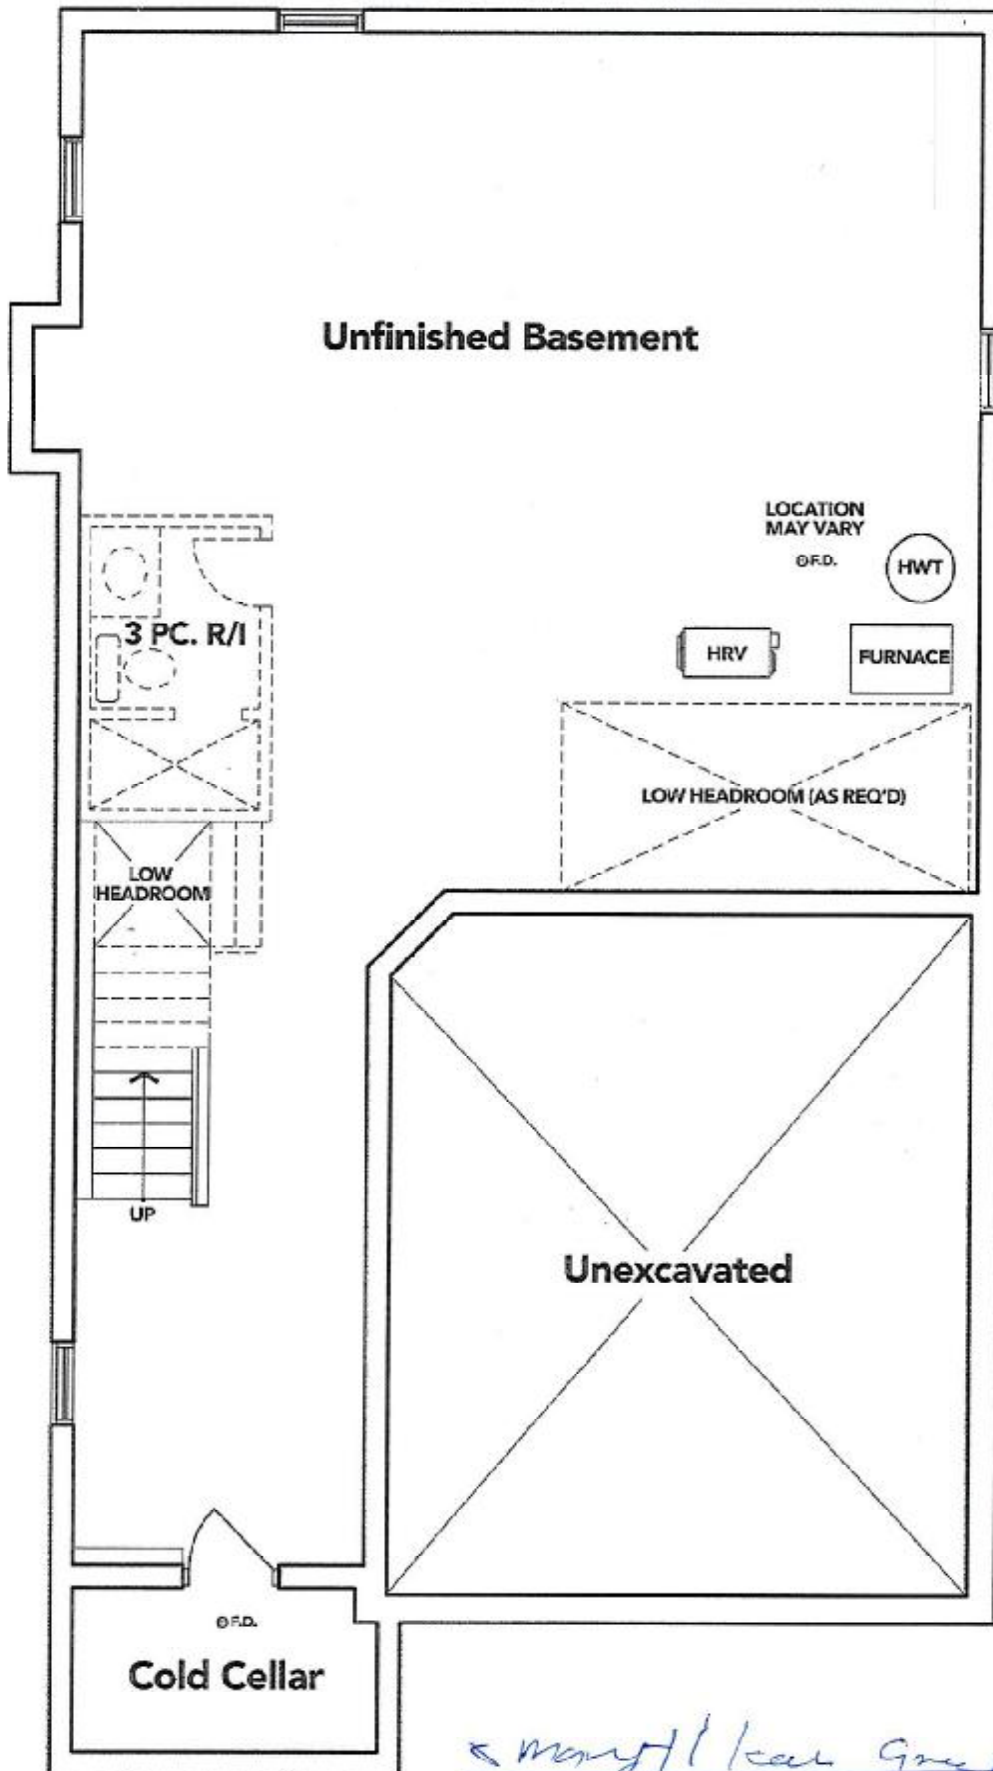 Unfinished Basement
LOCATION
MAY VARY
F.D.
HWT
3 PC. R/I
HRV
FURNACE
LOW HEADROOM (AS REQ'D)
LOW
HEADROOM
UP
Unexcavated
F.D.
Cold Cellar